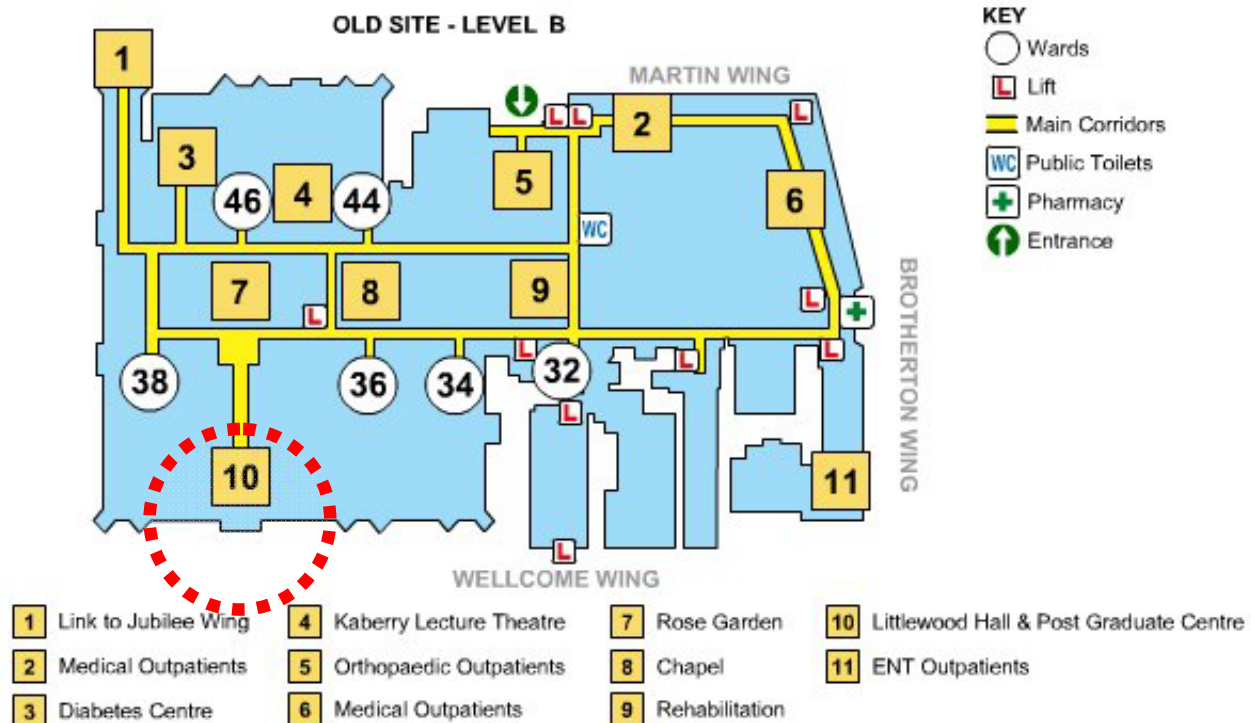 OLD SITE - LEVEL B
KEY
Wards
L Lift
Main Corridors
WC Public Toilets
Pharmacy
Entrance
MARTIN WING
1
L L
L
2
3
5
46
4
44
6
WC
7
8
9
L
L
BROTHERTON WING
38
36
34
L
32
L
L
L
10
11
L
WELLCOME WING
1 Link to Jubilee Wing
4 Kaberry Lecture Theatre
7 Rose Garden
10 Littlewood Hall & Post Graduate Centre
2 Medical Outpatients
5 Orthopaedic Outpatients
8 Chapel
11 ENT Outpatients
3 Diabetes Centre
6 Medical Outpatients
9 Rehabilitation